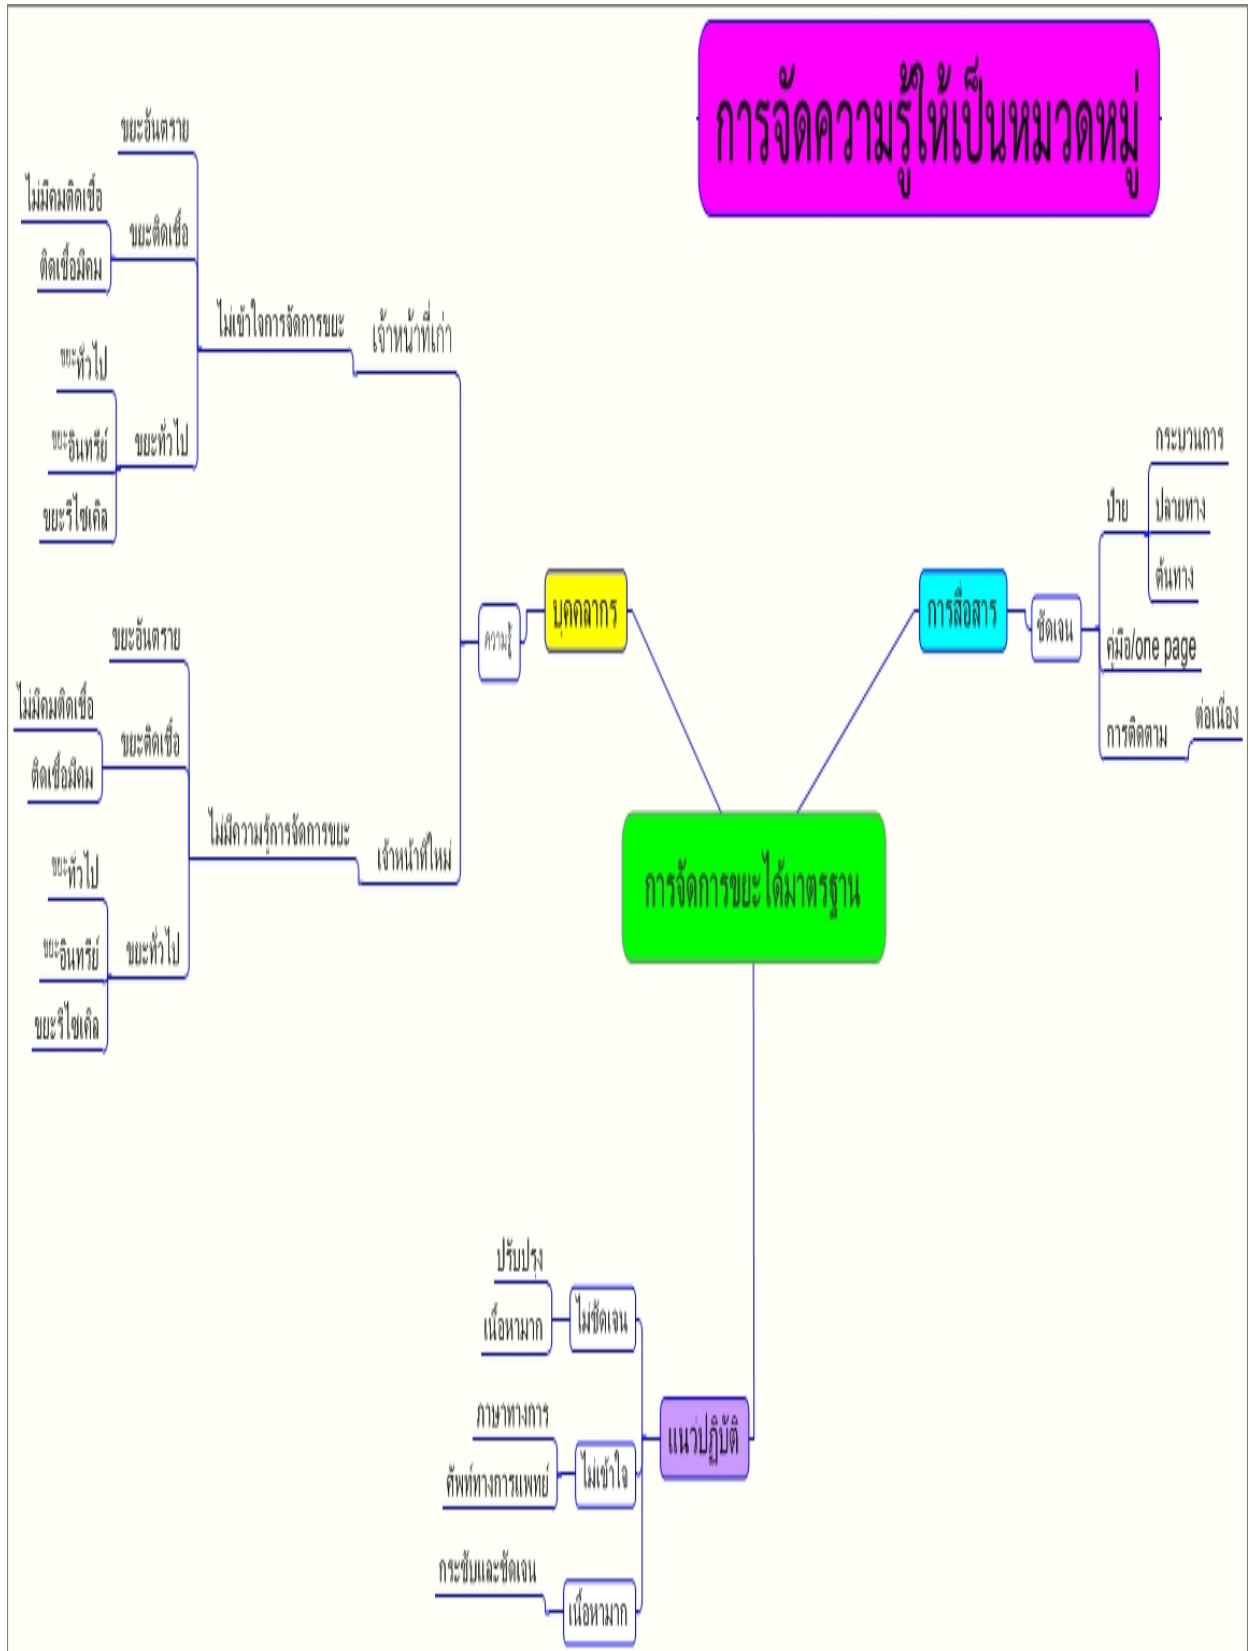 การจัดความรู้ให้เป็นหมวดหมู่
ขยะอันตราย
ไม่มีคมติดเชื้อ
ขยะติดเชื้อ
ติดเชื้อมีคม
ไม่เข้าใจการจัดการขยะ
เจ้าหน้าที่เก่า
ขยะทั่วไป
ขยะอินทรีย์
ขยะทั่วไป
ขยะรีไซเคิล
กระบวนการ
ป้าย
ปลายทาง
ต้นทาง
บุคคลากร
การสื่อสาร
ชัดเจน
ความรู้
คู่มือ/one page
การติดตาม
ต่อเนื่อง
ขยะอันตราย
ไม่มีคมติดเชื้อ
ขยะติดเชื้อ
ติดเชื้อมีคม
ไม่มีความรู้การจัดการขยะ
เจ้าหน้าที่ใหม่
การจัดการขยะได้มาตรฐาน
ขยะทั่วไป
ขยะอินทรีย์
ขยะทั่วไป
ขยะรีไซเคิล
ปรับปรุง
ไม่ชัดเจน
เนื้อหามาก
ภาษาทางการ
แนวปฏิบัติ
ไม่เข้าใจ
ศัพท์ทางการแพทย์
กระชับและชัดเจน
เนื้อหามาก